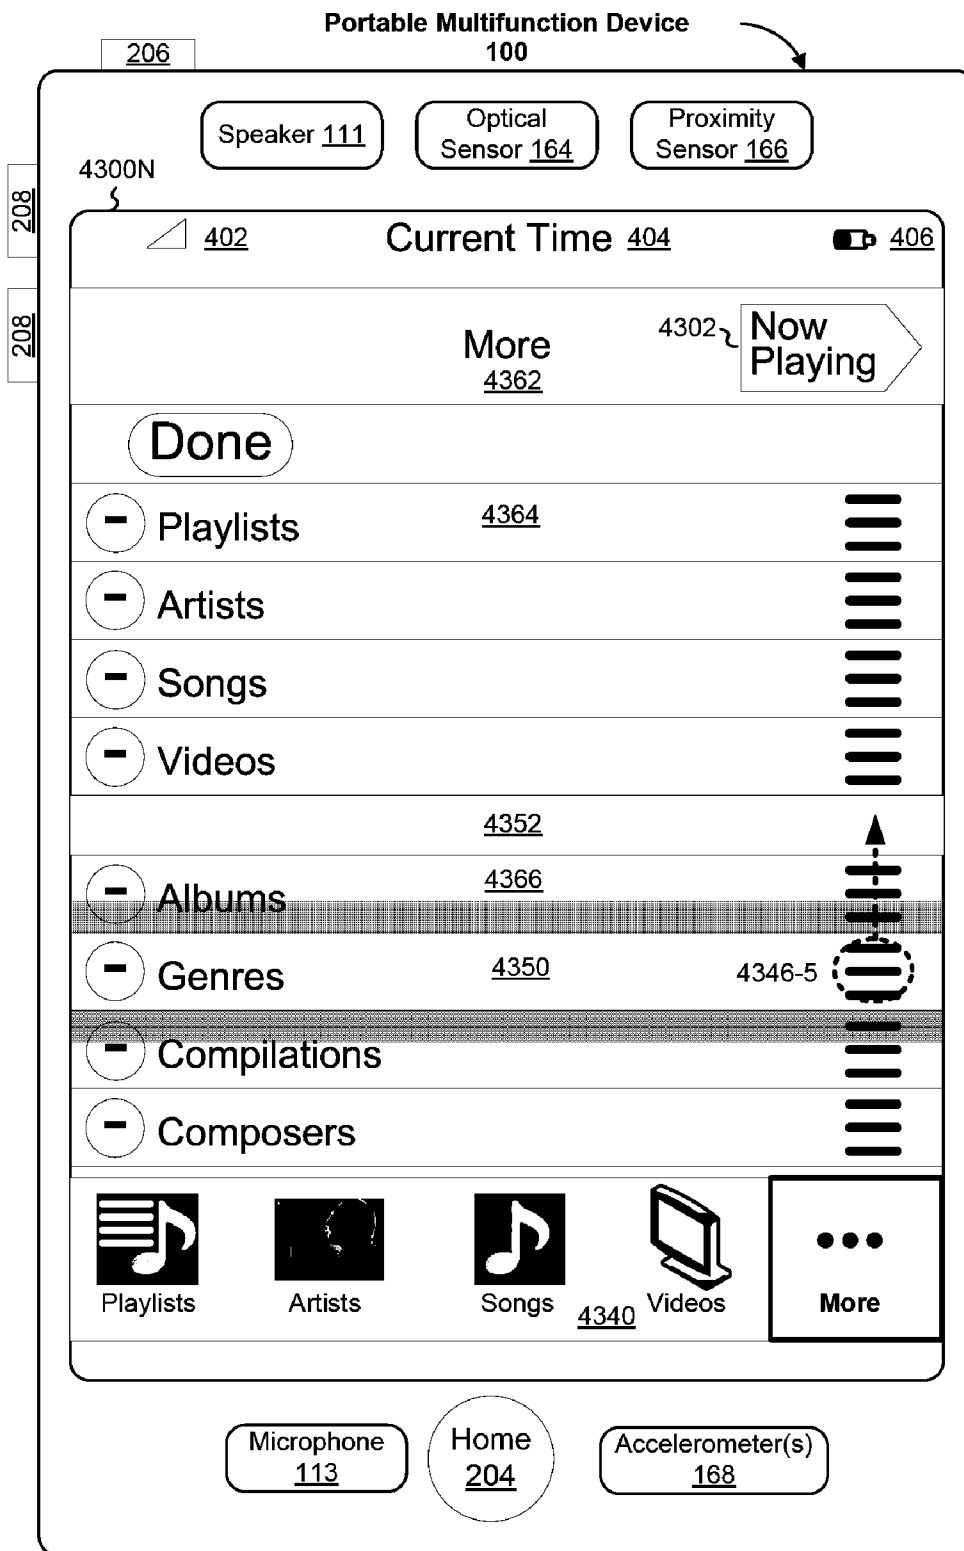 Portable Multifunction Device
100
206
Speaker 111
Optical
Sensor 164
Proximity
Sensor 166
4300N
208
208
402
Current Time 404
406
More
4362
4302
Now
Playing
Done
- Playlists
4364
- Artists
- Songs
- Videos
4352
- Albums
4366
- Genres
4350
4346-5
- Compilations
- Composers
Playlists
Artists
Songs
4340
Videos
More
Microphone
113
Home
204
Accelerometer(s)
168